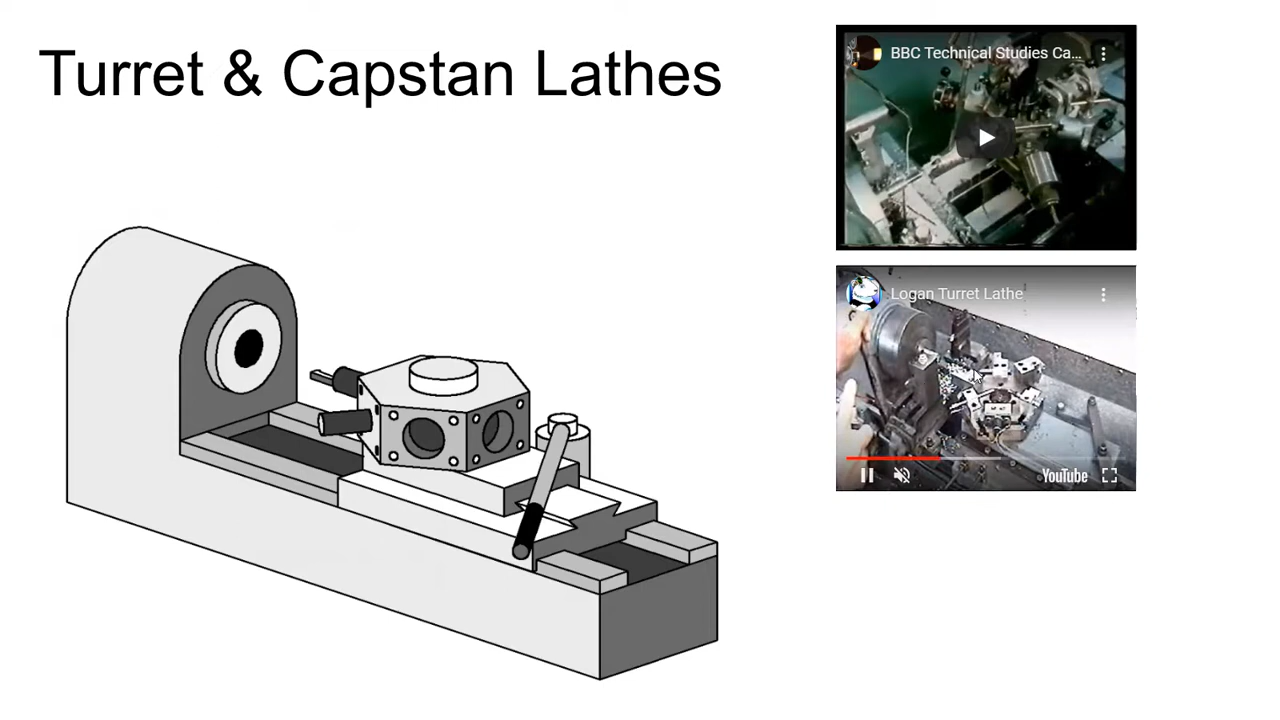 Turret & Capstan Lathes
BBC Technical Studies Ca...
Logan Turret Lathe
YouTube